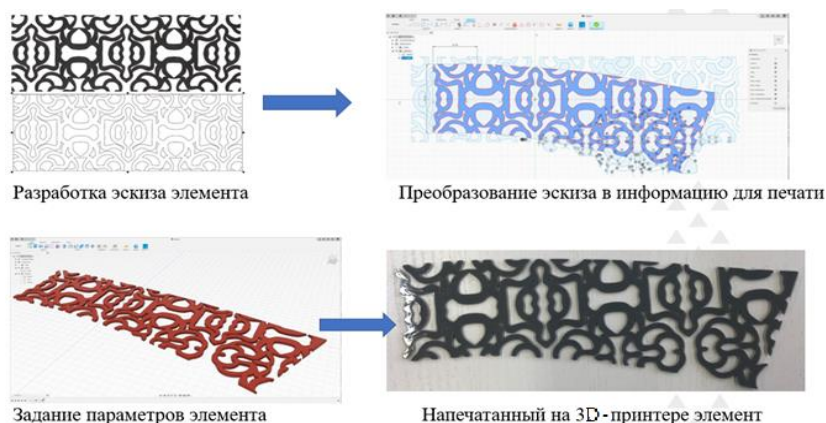 Разработка эскиза элемента
Преобразование эскиза в информацию для печати
Задание параметров элемента
Напечатанный на 3D - принтере элемент